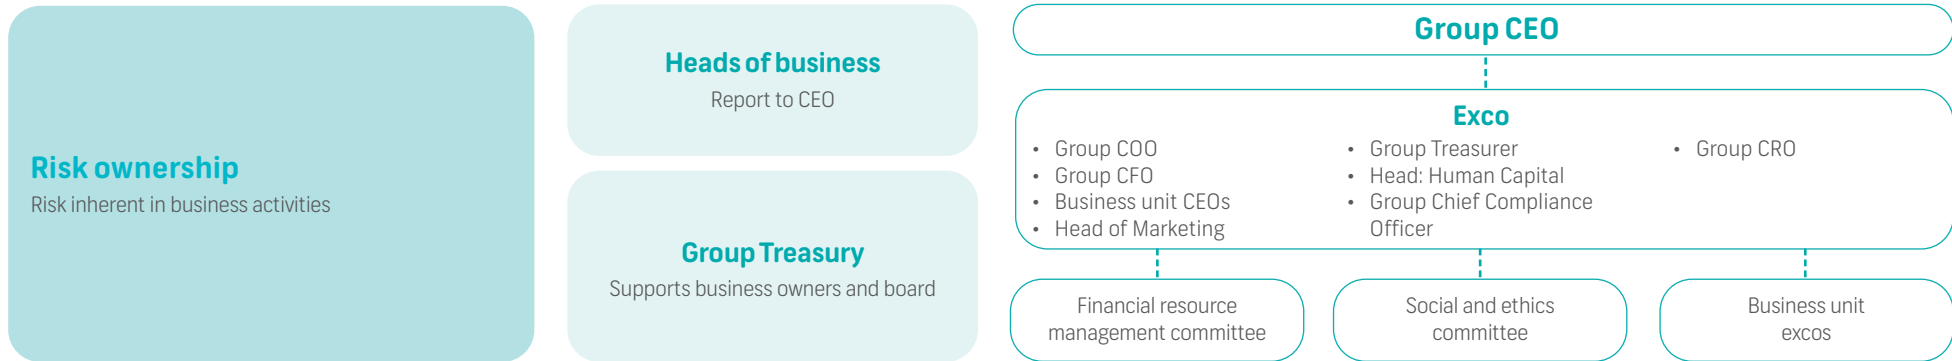 Risk ownership
Risk inherent in business activities
Heads of business
Report to CEO
Group Treasury
Supports business owners and board
Group CEO
Exco
• Group COO
• Group CFO
• Business unit CEOs
• Head of Marketing
• Group Treasurer
• Head: Human Capital
• Group Chief Compliance
Officer
• Group CRO
Financial resource
management committee
Social and ethics
committee
Business unit
excos